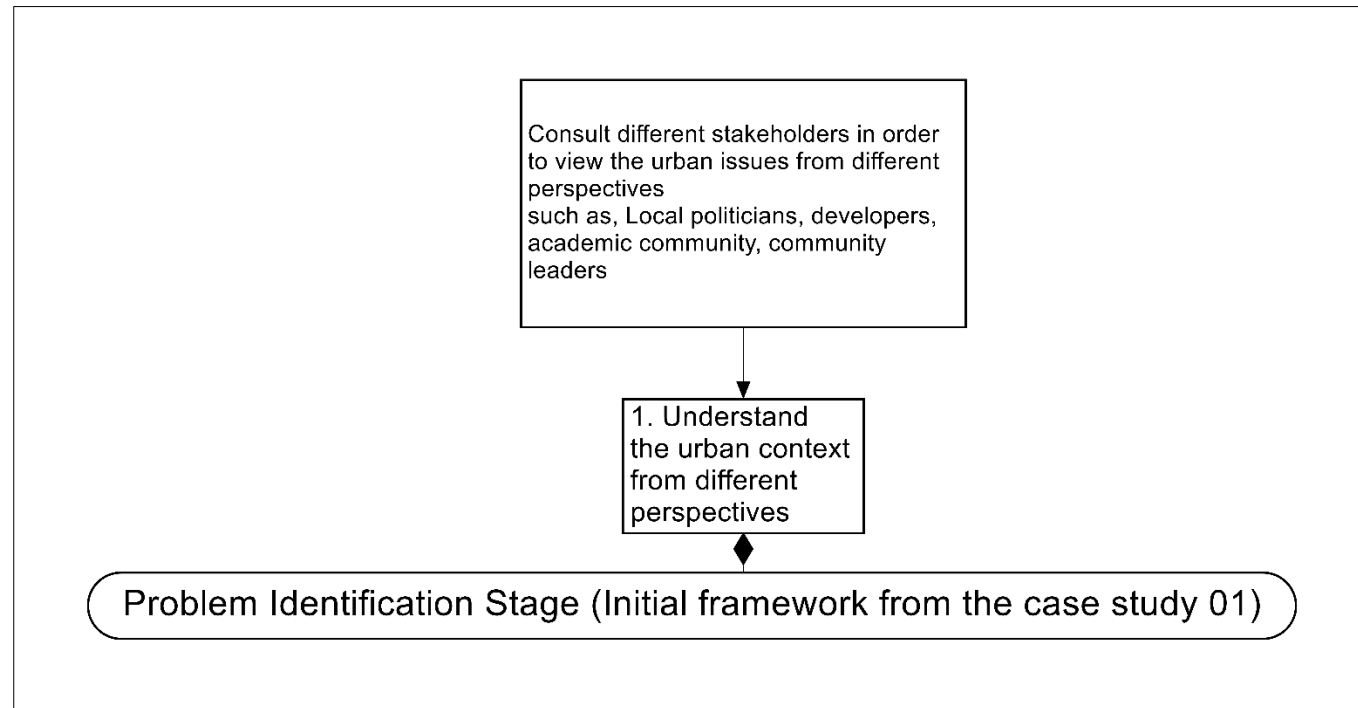 Consult different stakeholders in order
to view the urban issues from different
perspectives
such as, Local politicians, developers,
academic community, community
leaders
1. Understand
the urban context
from different
perspectives
Problem Identification Stage (Initial framework from the case study 01)